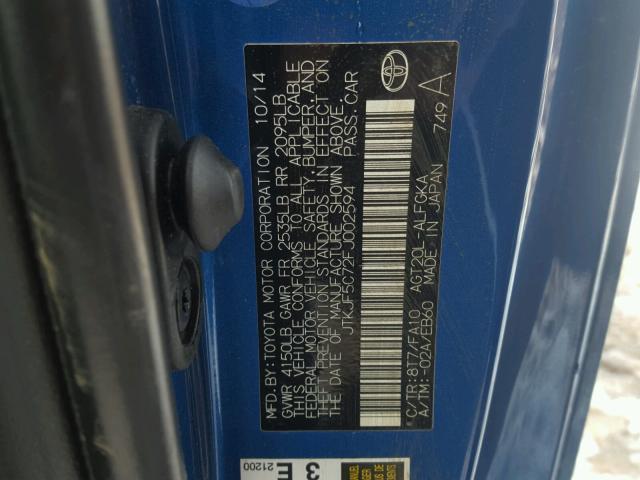 MFD.BY:TOYOTA MOTOR CORPORATION 10/14
GVWR 4150LB GAWR FR 2535LB RR 2095LB
THIS VEHICLE CONFORMS TO ALL APPLICABLE
FEDERAL MOTOR VEHICLE SAFETY, BUMPER, AND
THEFT PREVENTION STANDARDS IN EFFECT ON
THE DATE OF MANUFACTURE SHOWN ABOVE.
JTKJF5C72FJ002594 PASS.CAR
C/TR:8T7/FA10 AGT20L-ALFGKA
A/TM:-02A/EB60 MADE IN JAPAN 749 A
21200